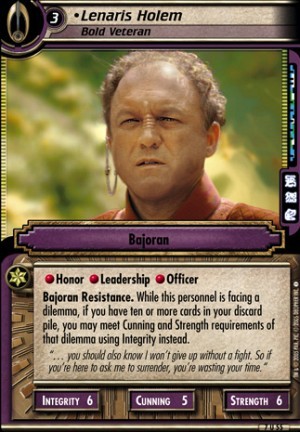 3
•Lenaris Holem
Bold Veteran
Bajoran
Honor Leadership Officer
Bajoran Resistance. While this personnel is facing a
dilemma, if you have ten or more cards in your discard
pile, you may meet Cunning and Strength requirements of
that dilemma using Integrity instead.
"… you should also know I won't give up without a fight. So if
you're here to ask me to surrender, you're wasting your time."
Integrity 6 Cunning 5 Strength 6
7 U 55